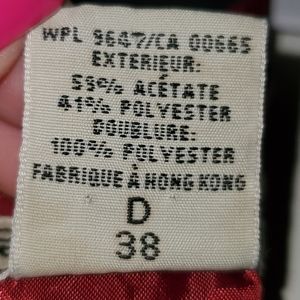 WPL 9647/CA 00665
EXTERIEUR:
59% ACÉTATE
41% POLYESTER
DOUBLURE:
100% POLYESTER
FABRIQUE À HONG KONG
D
38